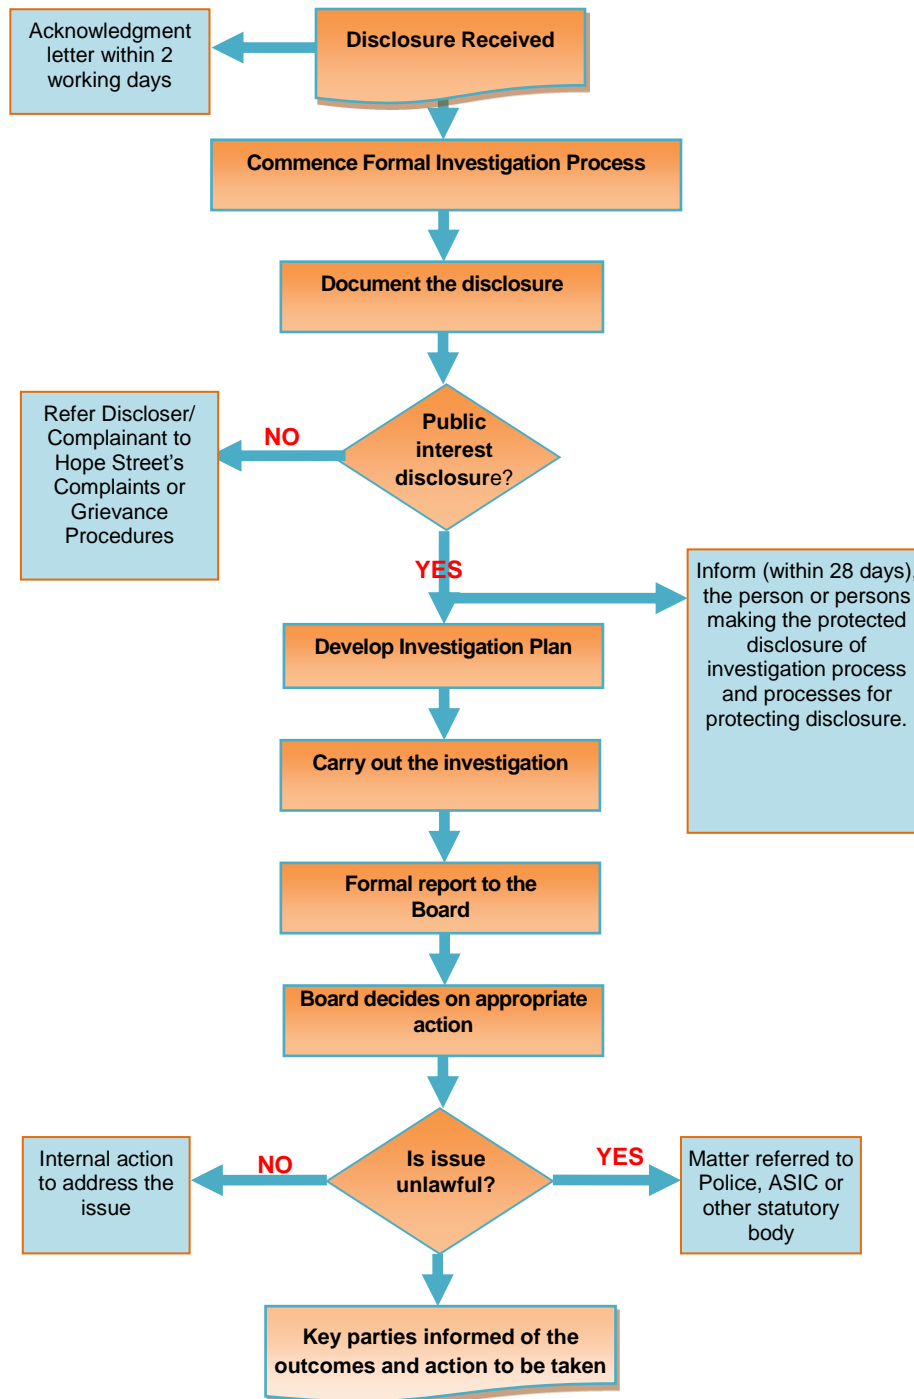 Acknowledgment
letter within 2
working days
Disclosure Received
Commence Formal Investigation Process
Document the disclosure
Refer Discloser/
Complainant to
Hope Street's
Complaints or
Grievance
Procedures
NO
Public
interest
disclosure?
YES
Inform (within 28 days),
the person or persons
making the protected
disclosure of
investigation process
and processes for
protecting disclosure.
Develop Investigation Plan
Carry out the investigation
Formal report to the
Board
Board decides on appropriate
action
Internal action
to address the
issue
NO
Is issue
unlawful?
YES
Matter referred to
Police, ASIC or
other statutory
body
Key parties informed of the
outcomes and action to be taken